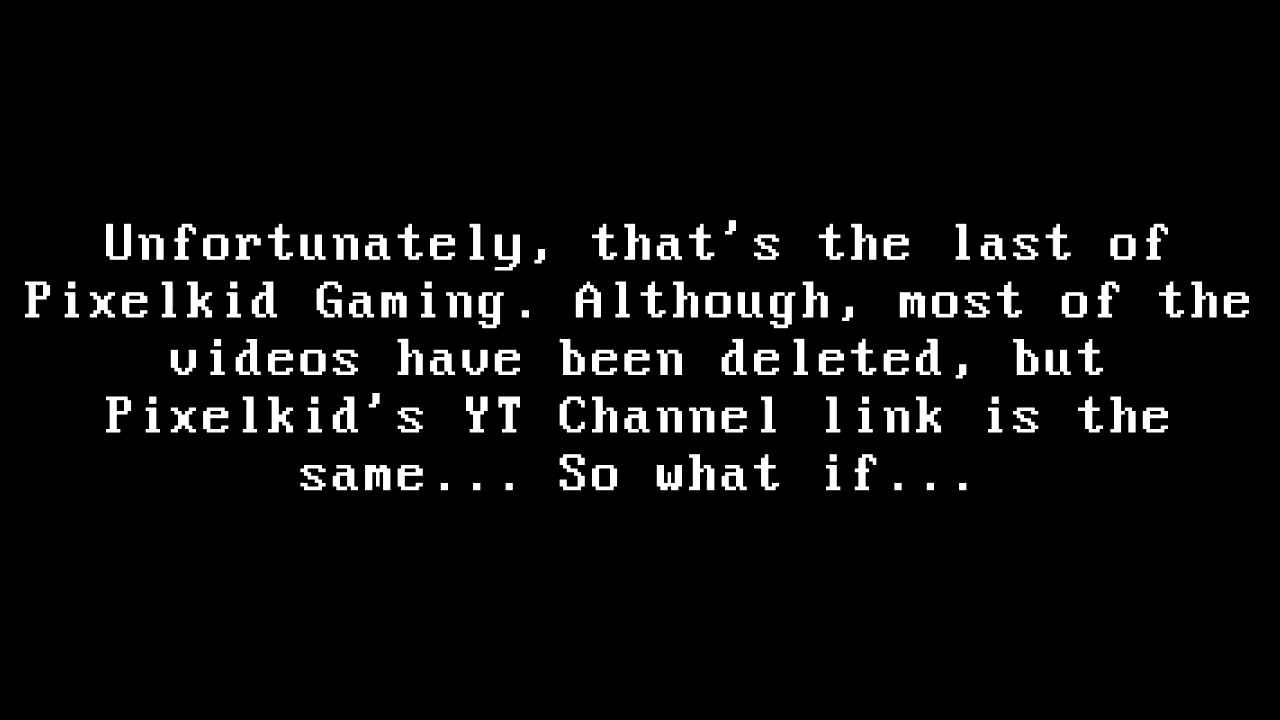 Unfortunately, that's the last of
Pixelkid Gaming. Although, most of the
videos have been deleted, but
Pixelkid's YT Channel link is the
same... So what if...